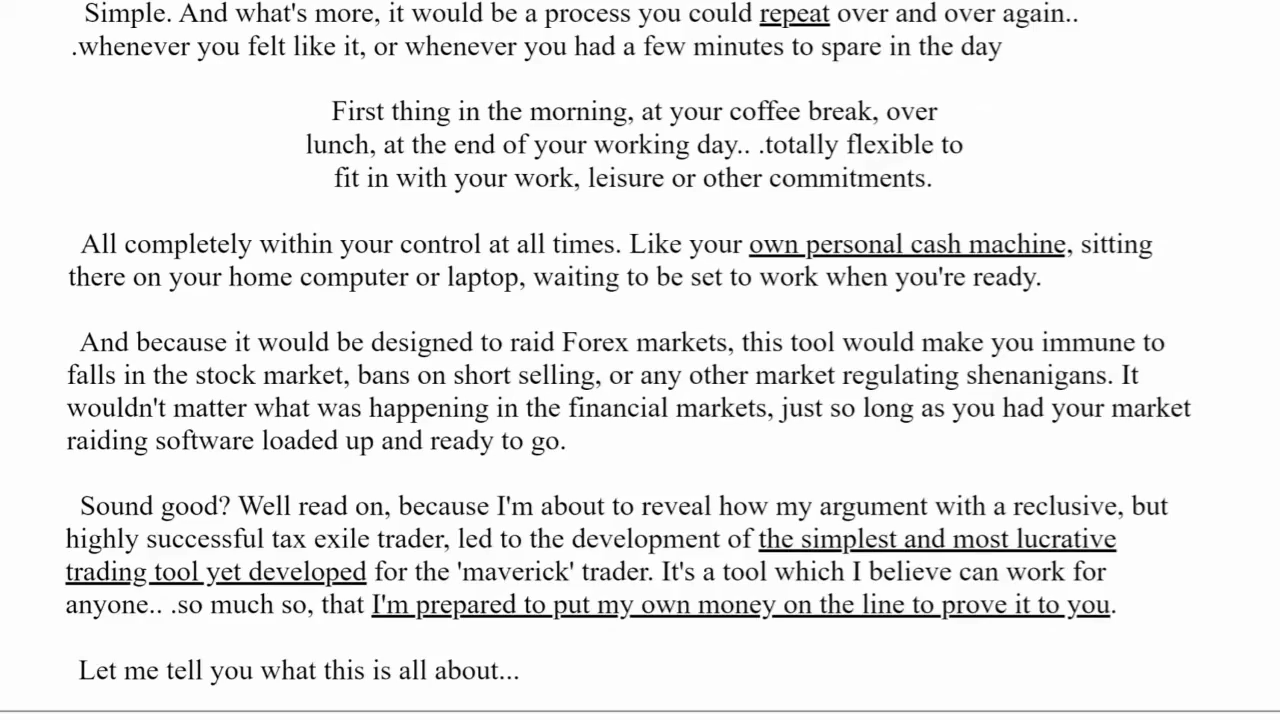 Simple. And what's more, it would be a process you could repeat over and over again..
.whenever you felt like it, or whenever you had a few minutes to spare in the day
First thing in the morning, at your coffee break, over
lunch, at the end of your working day.. .totally flexible to
fit in with your work, leisure or other commitments.
All completely within your control at all times. Like your own personal cash machine, sitting
there on your home computer or laptop, waiting to be set to work when you're ready.
And because it would be designed to raid Forex markets, this tool would make you immune to
falls in the stock market, bans on short selling, or any other market regulating shenanigans. It
wouldn't matter what was happening in the financial markets, just so long as you had your market
raiding software loaded up and ready to go.
Sound good? Well read on, because I'm about to reveal how my argument with a reclusive, but
highly successful tax exile trader, led to the development of the simplest and most lucrative
trading tool yet developed for the 'maverick' trader. It's a tool which I believe can work for
anyone.. .so much so, that I'm prepared to put my own money on the line to prove it to you.
Let me tell you what this is all about...